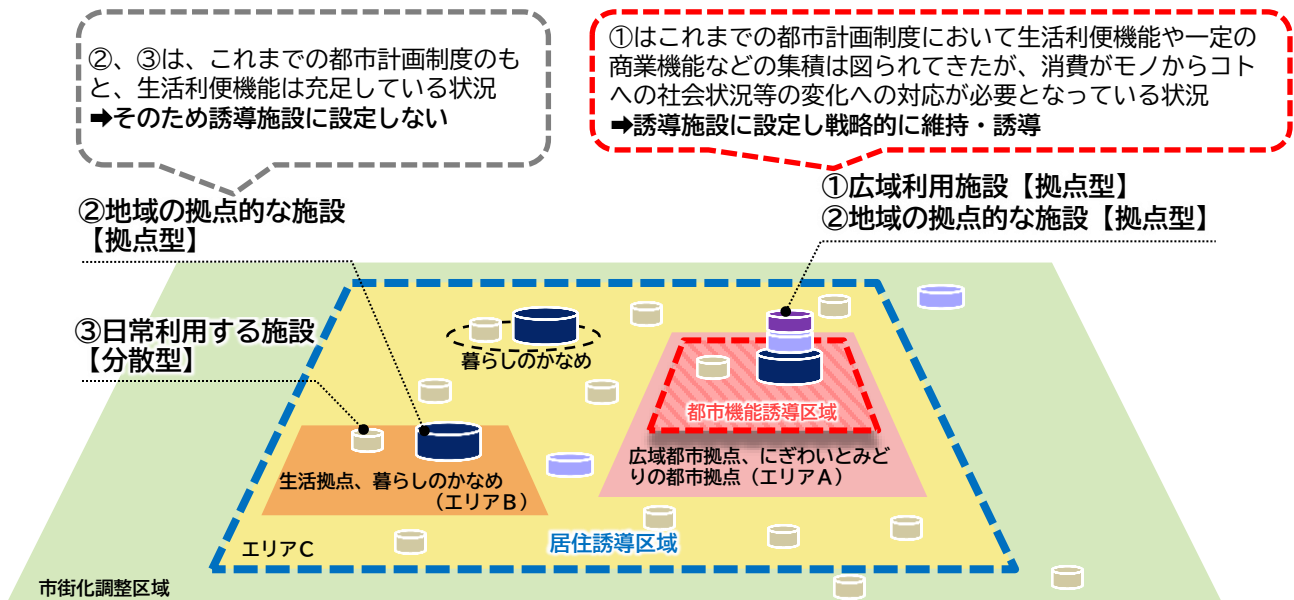 ②、③は、これまでの都市計画制度のも
と、生活利便機能は充足している状況
➡そのため誘導施設に設定しない
①はこれまでの都市計画制度において生活利便機能や一定の
商業機能などの集積は図られてきたが、消費がモノからコト
への社会状況等の変化への対応が必要となっている状況
➡誘導施設に設定し戦略的に維持・誘導
②地域の拠点的な施設
【拠点型】
①広域利用施設【拠点型】
②地域の拠点的な施設【拠点型】
③日常利用する施設
【分散型】
暮らしのかなめ
都市機能誘導区域
広域都市拠点、にぎわいとみど
りの都市拠点（エリアＡ）
生活拠点、暮らしのかなめ
（エリアＢ）
エリアＣ
居住誘導区域
市街化調整区域